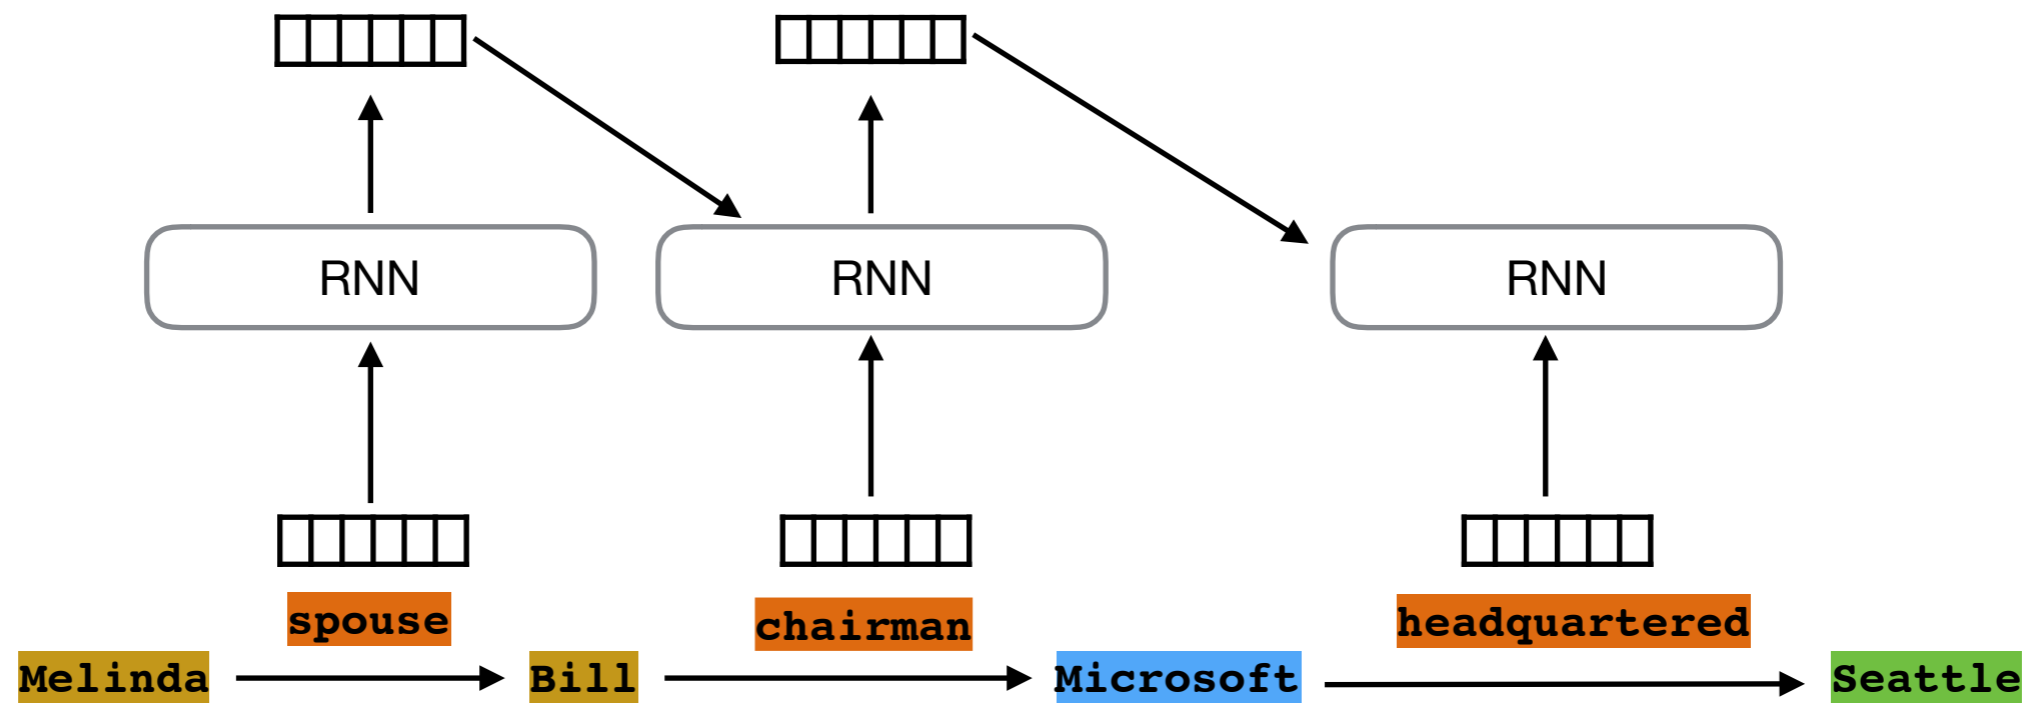 RNN RNN RNN
spouse chairman headquartered
Melinda Bill Microsoft Seattle